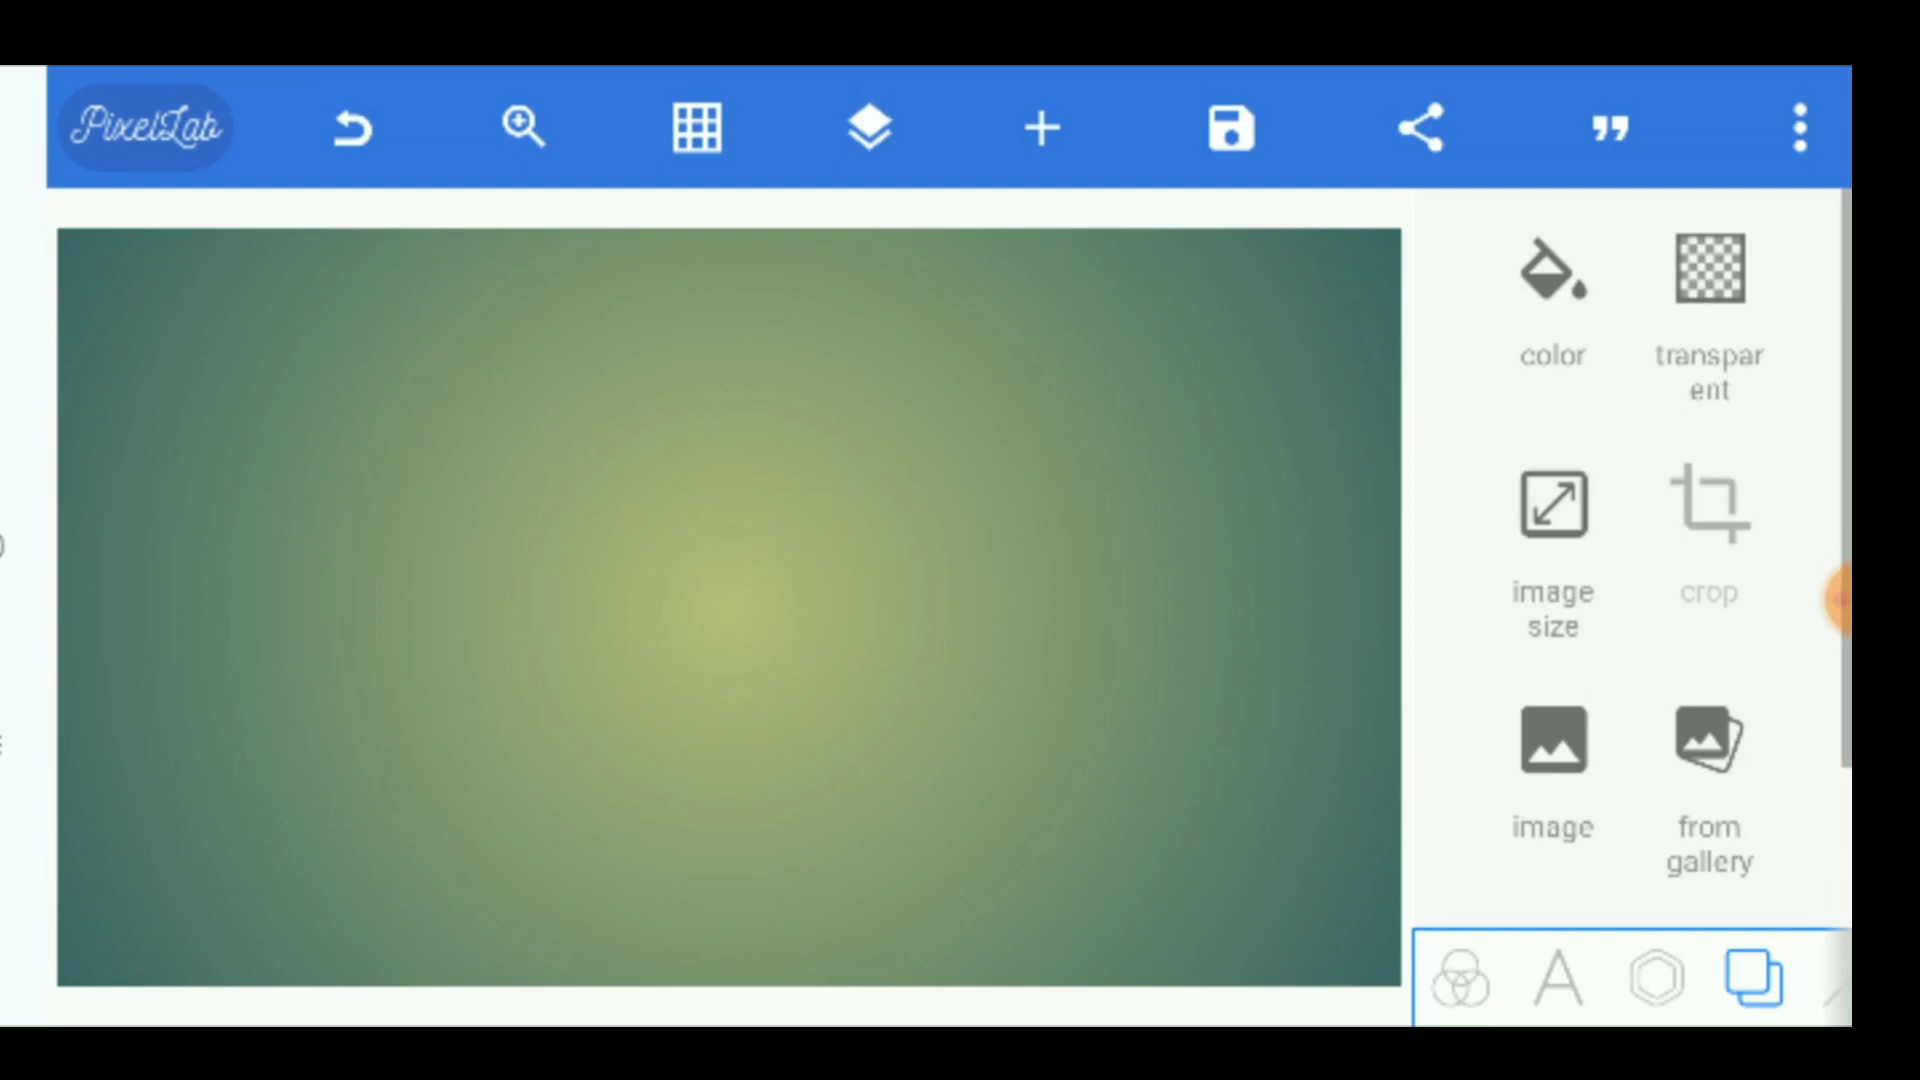 PixelLab
color
transpar
ent
image
size
crop
image
from
gallery